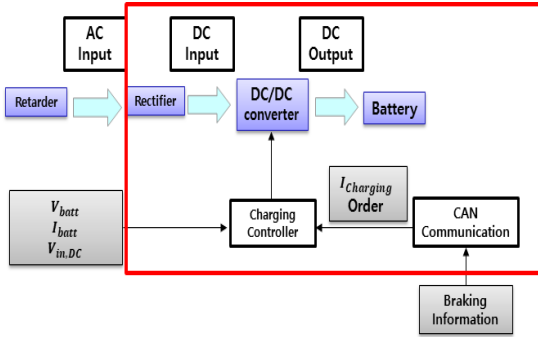 AC
Input
DC
Input
DC
Output
Retarder
Rectifier
DC/DC
converter
Battery
V_batt
I_batt
V_in,DC
Charging
Controller
I_Charging
Order
CAN
Communication
Braking
Information